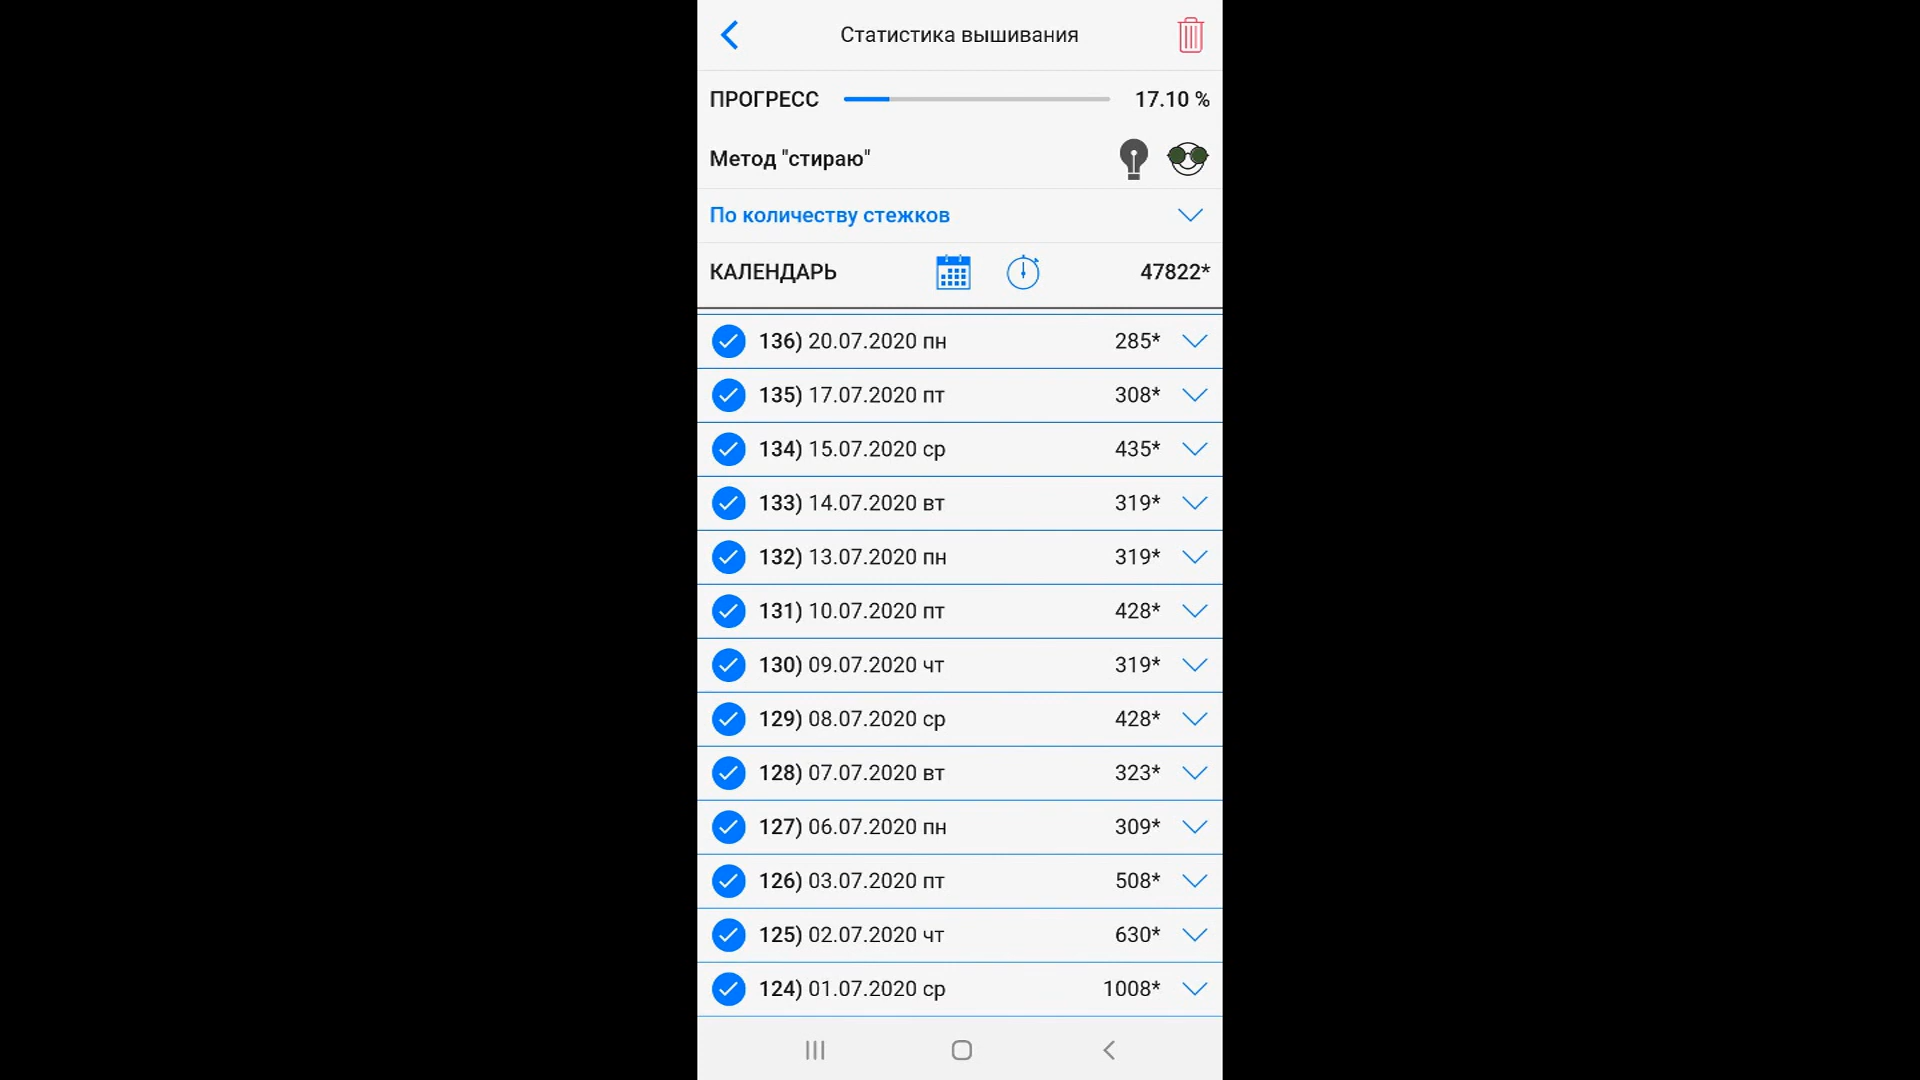 Статистика вышивания
ПРОГРЕСС 17.10 %
Метод "стираю"
По количеству стежков
КАЛЕНДАРЬ 47822*
136) 20.07.2020 пн 285*
135) 17.07.2020 пт 308*
134) 15.07.2020 ср 435*
133) 14.07.2020 вт 319*
132) 13.07.2020 пн 319*
131) 10.07.2020 пт 428*
130) 09.07.2020 чт 319*
129) 08.07.2020 ср 428*
128) 07.07.2020 вт 323*
127) 06.07.2020 пн 309*
126) 03.07.2020 пт 508*
125) 02.07.2020 чт 630*
124) 01.07.2020 ср 1008*